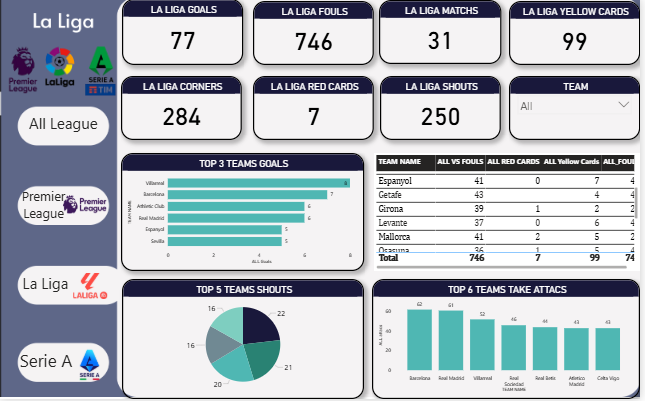 La Liga
Premier League
LaLiga
SERIE A
TIM
All League
Premier League
Premier League
La Liga
LALIGA
Serie A
SERIE A
LA LIGA GOALS
77
LA LIGA FOULS
746
LA LIGA MATCHS
31
LA LIGA YELLOW CARDS
99
LA LIGA CORNERS
284
LA LIGA RED CARDS
7
LA LIGA SHOUTS
250
TEAM
All
TOP 3 TEAMS GOALS
TEAM NAME
Villarreal 8
Barcelona 7
Athletic Club 6
Real Madrid 6
Espanyol 5
Sevilla 5
0 2 4 6 8
ALL Goals
TEAM NAME ALL VS FOULS ALL RED CARDS ALL Yellow Cards ALL_FOUL
Espanyol 41 0 7 4
Getafe 43 4 4
Girona 39 1 2 2
Levante 37 0 6 4
Mallorca 41 2 5 2
Osasuna 36 1 5 4
Total 746 7 99 74
TOP 5 TEAMS SHOUTS
22
21
20
16
16
TOP 6 TEAMS TAKE ATTACS
60
40
20
0
62 61 52 46 44 43 43
Barcelona Real Madrid Villarreal Real Sociedad Real Betis Atletico Madrid Celta Vigo
TEAM NAME